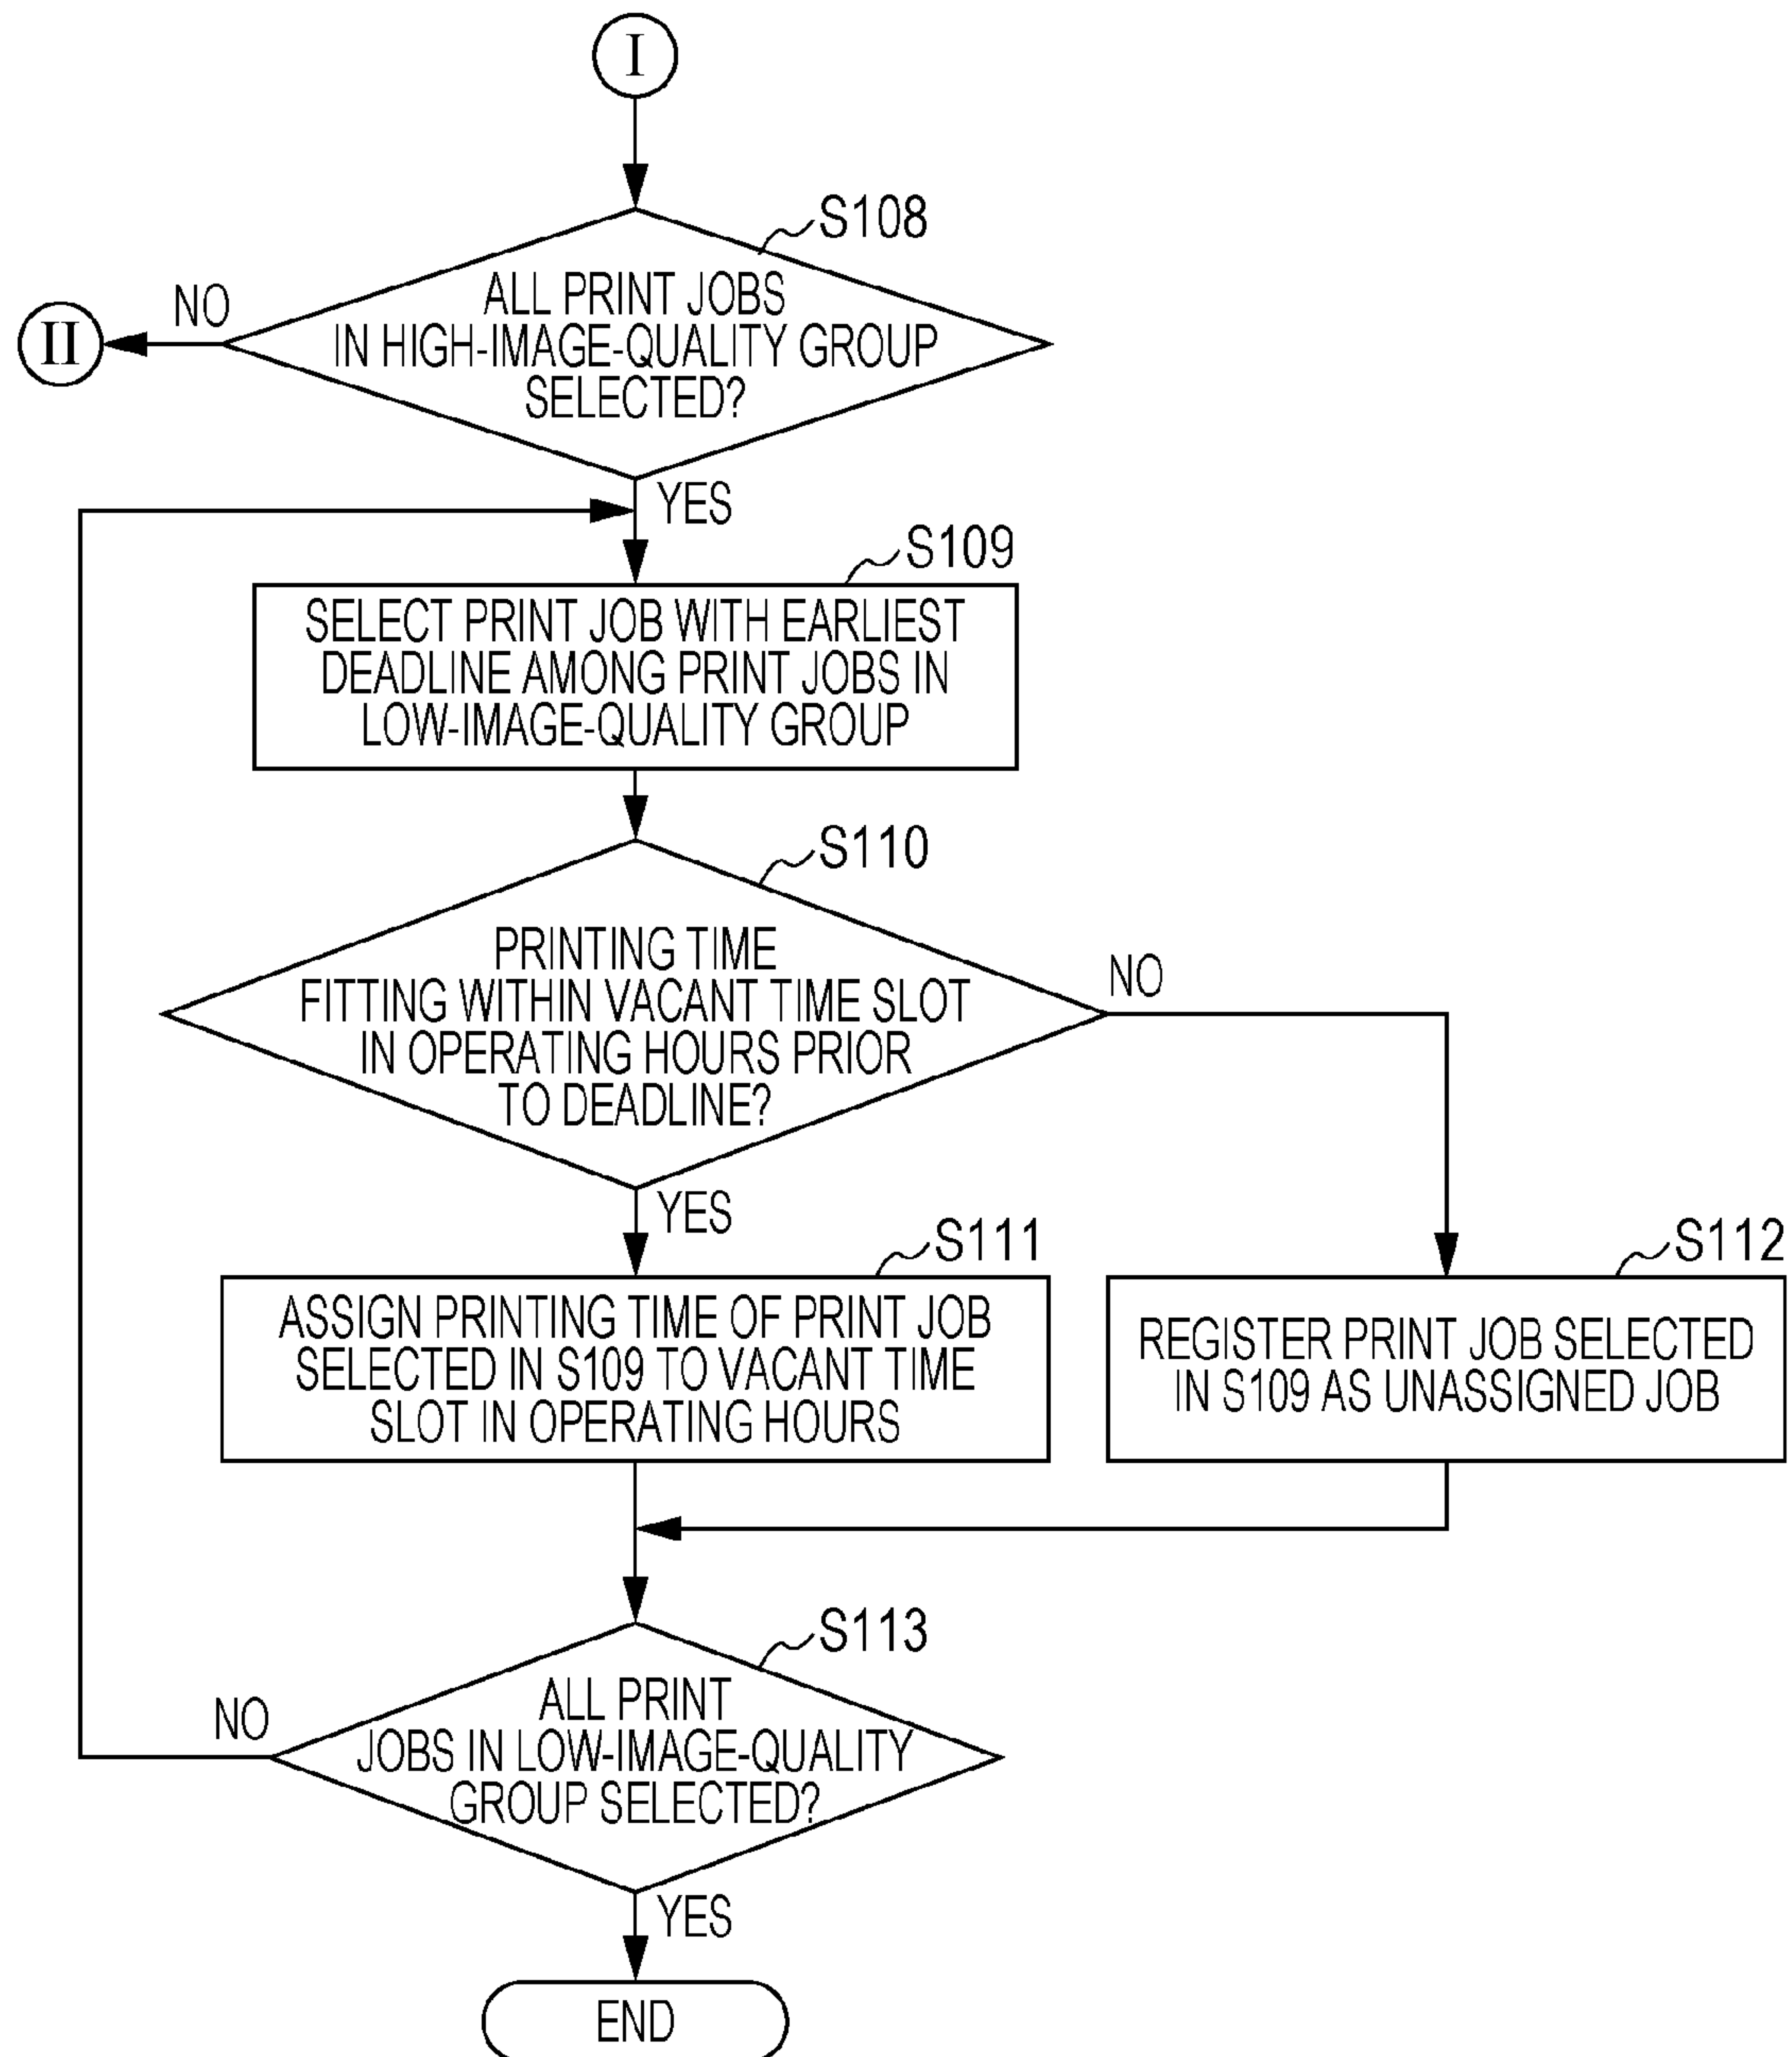 I
S108
ALL PRINT JOBS
IN HIGH-IMAGE-QUALITY GROUP
SELECTED?
NO
II
YES
S109
SELECT PRINT JOB WITH EARLIEST
DEADLINE AMONG PRINT JOBS IN
LOW-IMAGE-QUALITY GROUP
S110
PRINTING TIME
FITTING WITHIN VACANT TIME SLOT
IN OPERATING HOURS PRIOR
TO DEADLINE?
NO
YES
S111
ASSIGN PRINTING TIME OF PRINT JOB
SELECTED IN S109 TO VACANT TIME
SLOT IN OPERATING HOURS
S112
REGISTER PRINT JOB SELECTED
IN S109 AS UNASSIGNED JOB
S113
ALL PRINT
JOBS IN LOW-IMAGE-QUALITY
GROUP SELECTED?
NO
YES
END